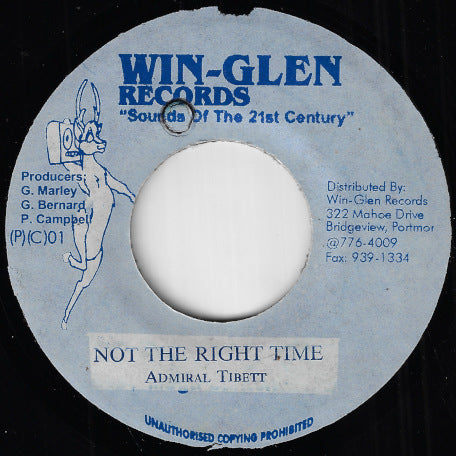 WIN-GLEN
RECORDS
"Sounds Of The 21st Century"
Producers:
G. Marley
G. Bernard
P. Campbell
(P)(C)01
Distributed By:
Win-Glen Records
322 Mahoe Drive
Bridgeview, Portmor
@776-4009
Fax: 939-1334
NOT THE RIGHT TIME
ADMIRAL TIBETT
UNAUTHORISED COPYING PROHIBITED